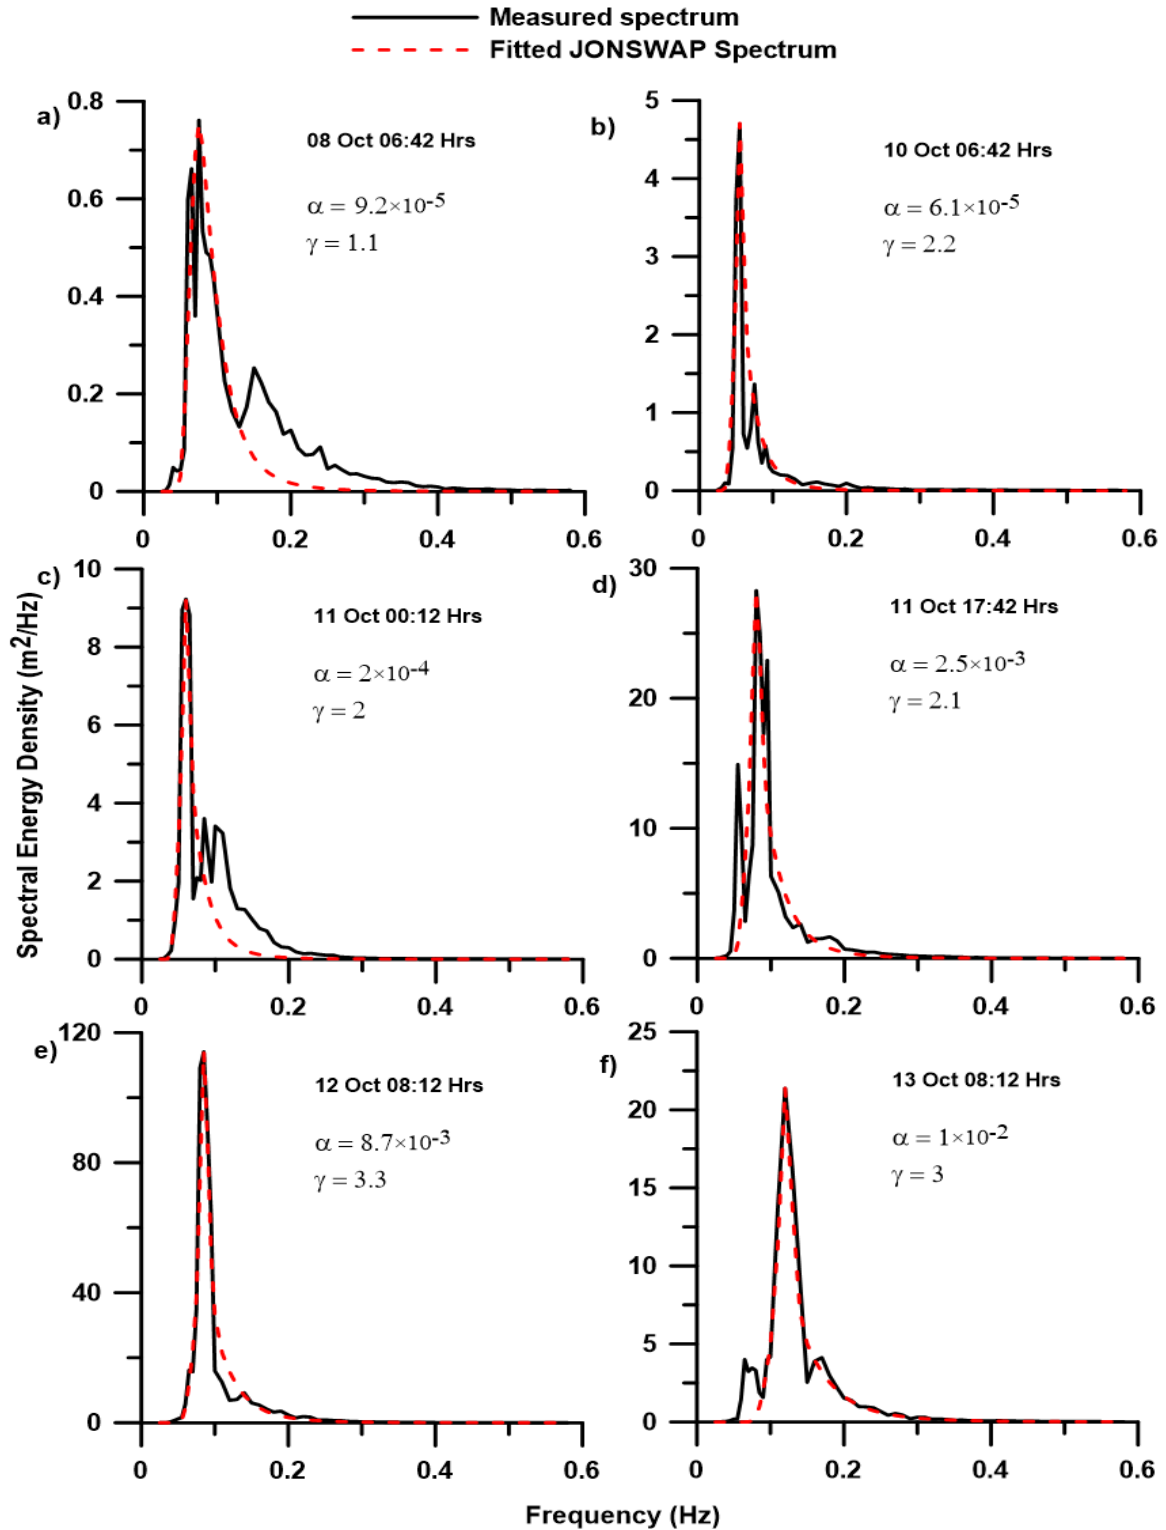 Measured spectrum
Fitted JONSWAP Spectrum
a)
08 Oct 06:42 Hrs
α = 9.2×10-5
γ = 1.1
0.8
0.6
0.4
0.2
0
0 0.2 0.4 0.6
b)
10 Oct 06:42 Hrs
α = 6.1×10-5
γ = 2.2
5
4
3
2
1
0
0 0.2 0.4 0.6
c)
11 Oct 00:12 Hrs
α = 2×10-4
γ = 2
10
8
6
4
2
0
0 0.2 0.4 0.6
d)
11 Oct 17:42 Hrs
α = 2.5×10-3
γ = 2.1
30
20
10
0
0 0.2 0.4 0.6
e)
12 Oct 08:12 Hrs
α = 8.7×10-3
γ = 3.3
120
80
40
0
0 0.2 0.4 0.6
f)
13 Oct 08:12 Hrs
α = 1×10-2
γ = 3
25
20
15
10
5
0
0 0.2 0.4 0.6
Spectral Energy Density (m2/Hz)
Frequency (Hz)